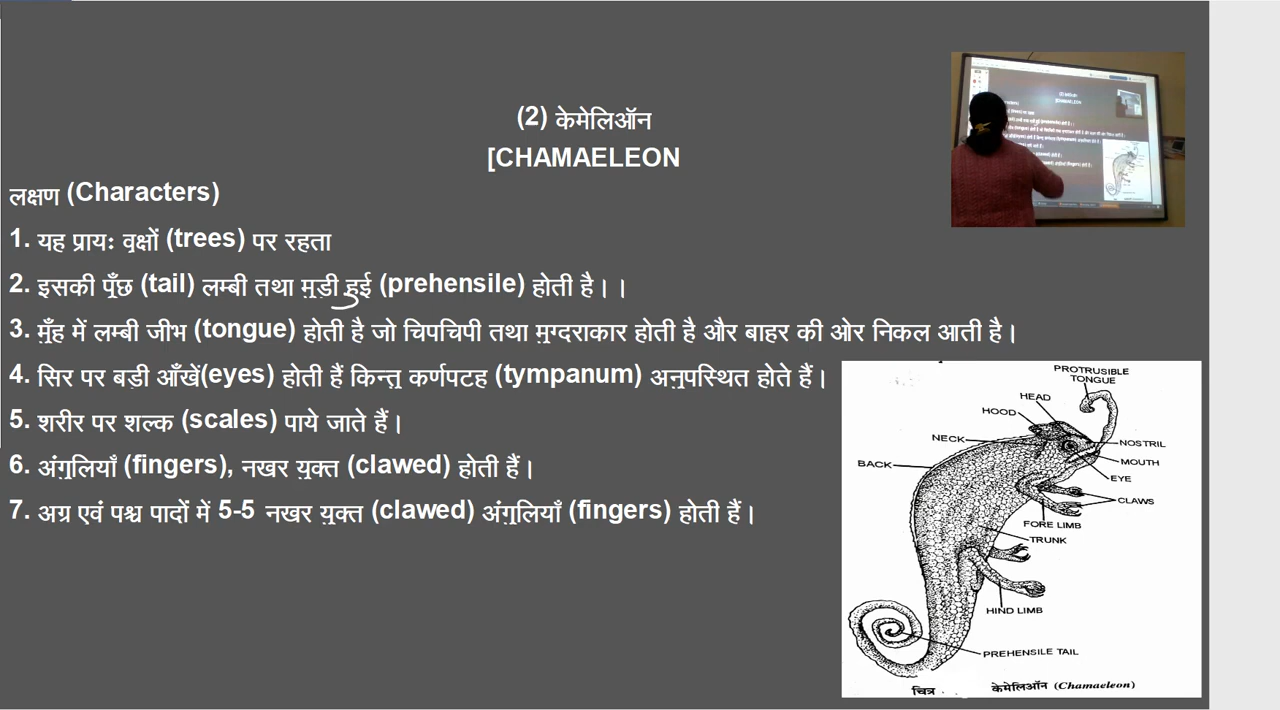 (2) केमेलिऑन
[CHAMAELEON
लक्षण (Characters)
1. यह प्रायः वृक्षों (trees) पर रहता
2. इसकी पूँछ (tail) लम्बी तथा मुड़ी हुई (prehensile) होती है।।
3. मुँह में लम्बी जीभ (tongue) होती है जो चिपचिपी तथा मुग्दराकार होती है और बाहर की ओर निकल आती है।
4. सिर पर बडी आँखें(eyes) होती हैं किन्तु कर्णपटह (tympanum) अनुपस्थित होते हैं।
5. शरीर पर शल्क (scales) पाये जाते हैं।
6. अंगुलियाँ (fingers), नखर युक्त (clawed) होती हैं।
7. अग्र एवं पश्च पादों में 5-5 नखर युक्त (clawed) अंगुलियाँ (fingers) होती हैं।
PROTRUSIBLE
TONGUE
HEAD
HOOD
NECK
NOSTRIL
MOUTH
BACK
EYE
CLAWS
FORE LIMB
TRUNK
HIND LIMB
PREHENSILE TAIL
चित्र केमेलिऑन (Chamaeleon)